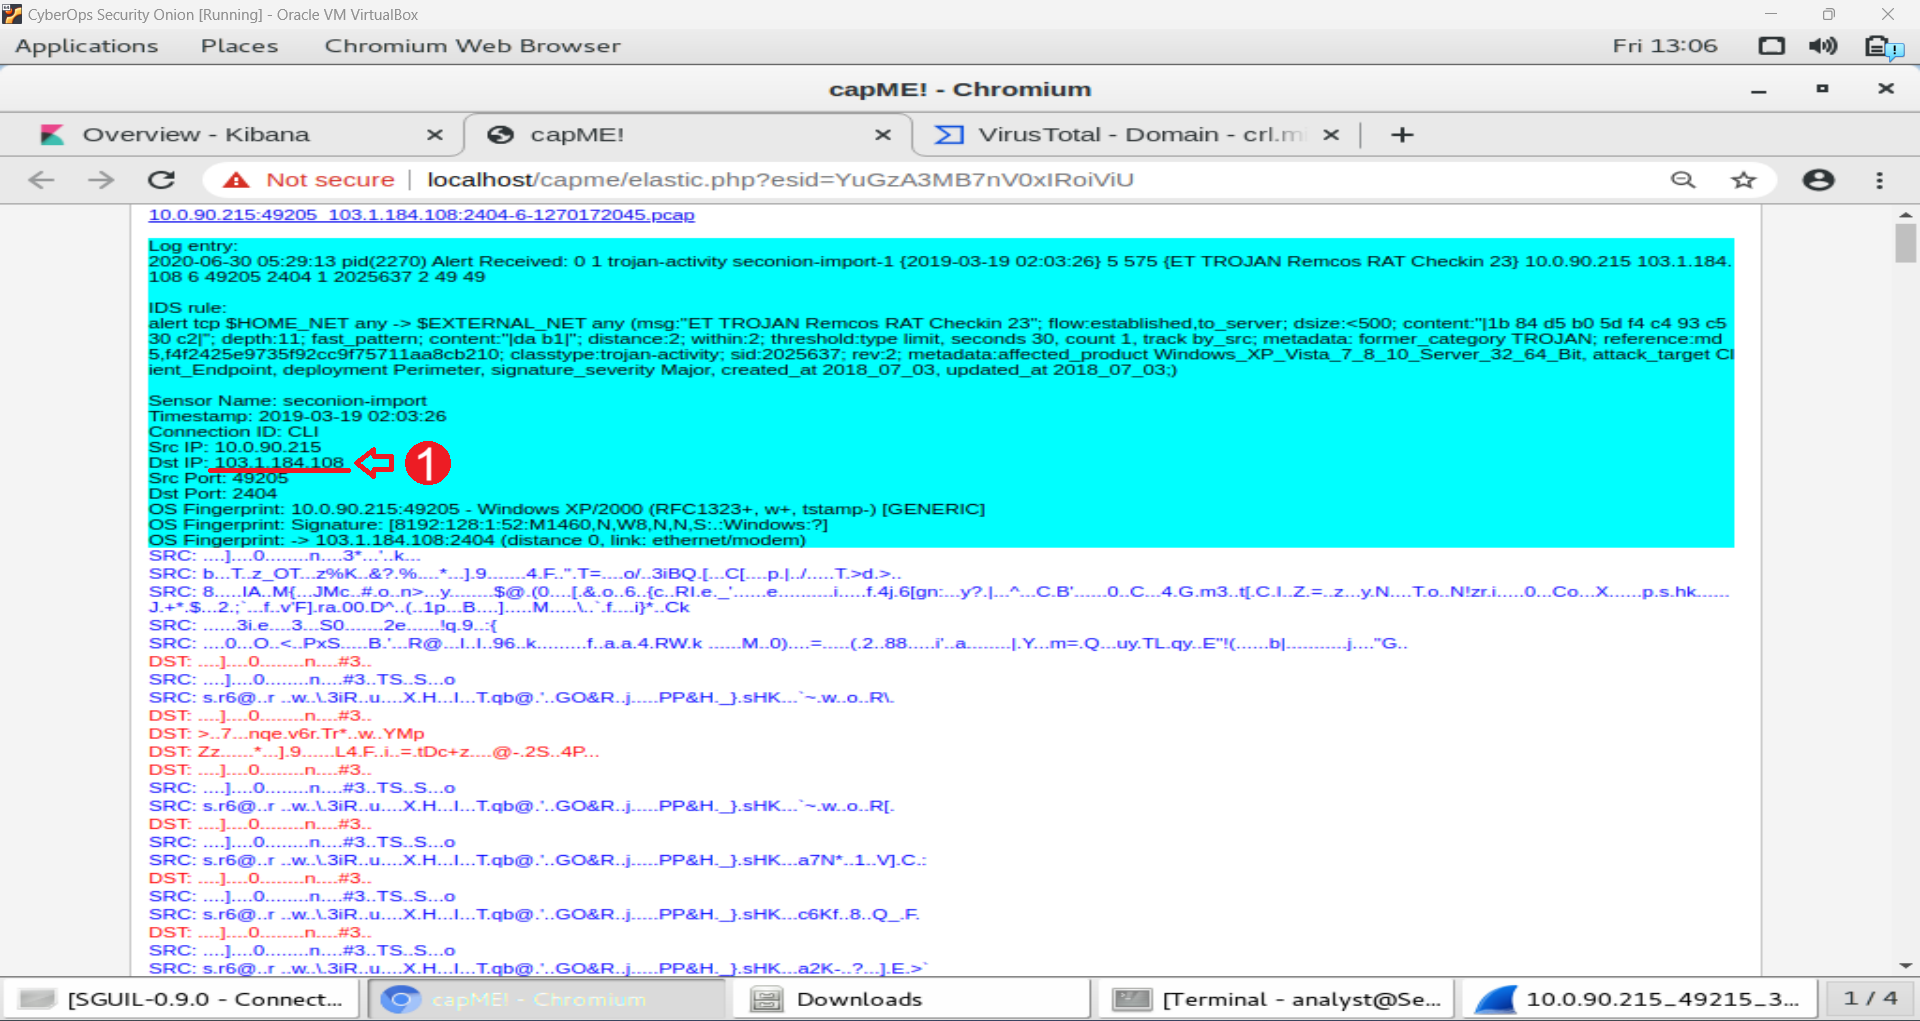 CyberOps Security Onion [Running] - Oracle VM VirtualBox
Applications Places Chromium Web Browser Fri 13:06
capME! - Chromium
Overview - Kibana capME! VirusTotal - Domain - crl.m
Not secure localhost/capme/elastic.php?esid=YuGzA3MB7nV0xIRoiViU
10.0.90.215:49205_103.1.184.108:2404-6-1270172045.pcap
Log entry:
2020-06-30 05:29:13 pid(2270) Alert Received: 0 1 trojan-activity seconion-import-1 {2019-03-19 02:03:26} 5 575 {ET TROJAN Remcos RAT Checkin 23} 10.0.90.215 103.1.184.
108 6 49205 2404 1 2025637 2 49 49
IDS rule:
alert tcp $HOME_NET any -> $EXTERNAL_NET any (msg:"ET TROJAN Remcos RAT Checkin 23"; flow:established,to_server; dsize:<500; content:"|1b 84 d5 b0 5d f4 c4 93 c5
30 c2|"; depth:11; fast_pattern; content:"|da b1|"; distance:2; within:2; threshold:type limit, seconds 30, count 1, track by_src; metadata: former_category TROJAN; reference:md
5,f4f2425e9735f92cc9f75711aa8cb210; classtype:trojan-activity; sid:2025637; rev:2; metadata:affected_product Windows_XP_Vista_7_8_10_Server_32_64_Bit, attack_target Cl
ient_Endpoint, deployment Perimeter, signature_severity Major, created_at 2018_07_03, updated_at 2018_07_03;)
Sensor Name: seconion-import
Timestamp: 2019-03-19 02:03:26
Connection ID: CLI
Src IP: 10.0.90.215
Dst IP: 103.1.184.108
1
Src Port: 49205
Dst Port: 2404
OS Fingerprint: 10.0.90.215:49205 - Windows XP/2000 (RFC1323+, w+, tstamp-) [GENERIC]
OS Fingerprint: Signature: [8192:128:1:52:M1460,N,W8,N,N,S:.:Windows:?]
OS Fingerprint: -> 103.1.184.108:2404 (distance 0, link: ethernet/modem)
SRC: ....]....0........n....3*...'..k...
SRC: b...T..z_OT...z%K..&?.%....*...].9.......4.F..".T=....o/..3iBQ.[...C[....p.|../.....T.>d.>..
SRC: 8.....IA..M{...JMc..#.o..n>...y........$@.(0....[.&.o..6..{c..RI.e._'......e..........i.....f.4j.6[gn:...y?.|...^...C.B'......0..C...4.G.m3..t[.C.I..Z.=..z...y.N....T.o..N!zr.i.....0...Co...X......p.s.hk......
J.+*.$...2.;`...f..v'F].ra.00.D^..(..1p...B....].....M.....\..`.f....i}*..Ck
SRC: ......3i.e....3...S0.......2e......!q.9..:{
SRC: ....0...O..<..PxS.....B.'...R@...I..I..96..k.........f..a.a.4.RW.k ......M..0)....=.....(.2..88.....i'..a........|.Y...m=.Q...uy.TL.qy..E"!(......b|...........j...."G..
DST: ....]....0........n....#3..
SRC: ....]....0........n....#3..TS..S...o
SRC: s.r6@..r ..w..\.3iR..u....X.H...I...T.qb@.'..GO&R..j.....PP&H._}.sHK...`~.w..o..R\.
DST: ....]....0........n....#3..
DST: >..7...nqe.v6r.Tr*..w..YMp
DST: Zz......*...].9......L4.F..i..=.tDc+z....@-.2S..4P...
DST: ....]....0........n....#3..
SRC: ....]....0........n....#3..TS..S...o
SRC: s.r6@..r ..w..\.3iR..u....X.H...I...T.qb@.'..GO&R..j.....PP&H._}.sHK...`~.w..o..R[.
DST: ....]....0........n....#3..
SRC: ....]....0........n....#3..TS..S...o
SRC: s.r6@..r ..w..\.3iR..u....X.H...I...T.qb@.'..GO&R..j.....PP&H._}.sHK...a7N*..1..V].C.:
DST: ....]....0........n....#3..
SRC: ....]....0........n....#3..TS..S...o
SRC: s.r6@..r ..w..\.3iR..u....X.H...I...T.qb@.'..GO&R..j.....PP&H._}.sHK...c6Kf..8..Q_.F.
DST: ....]....0........n....#3..
SRC: ....]....0........n....#3..TS..S...o
SRC: s.r6@..r ..w..\.3iR..u....X.H...I...T.qb@.'..GO&R..j.....PP&H._}.sHK...a2K-..?...].E.>`
[SGUIL-0.9.0 - Connect... capME! - Chromium Downloads [Terminal - analyst@Se... 10.0.90.215_49215_3... 1 / 4